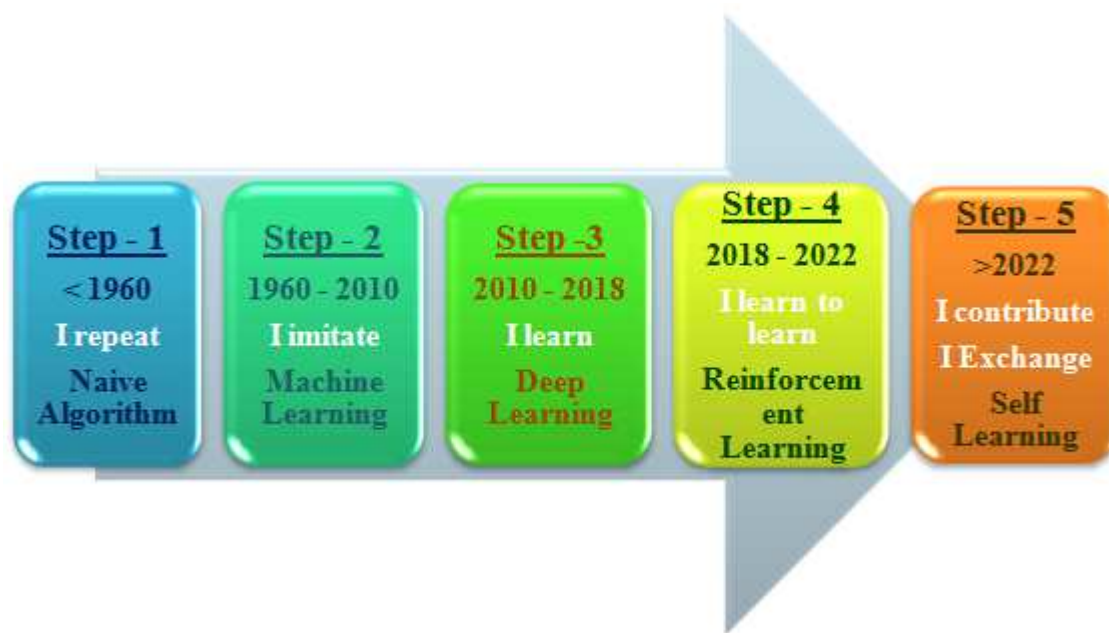 Step - 1
< 1960
I repeat
Naive
Algorithm
Step - 2
1960 - 2010
I imitate
Machine
Learning
Step -3
2010 - 2018
I learn
Deep
Learning
Step - 4
2018 - 2022
I learn to
learn
Reinforcem
ent
Learning
Step - 5
>2022
I contribute
I Exchange
Self
Learning